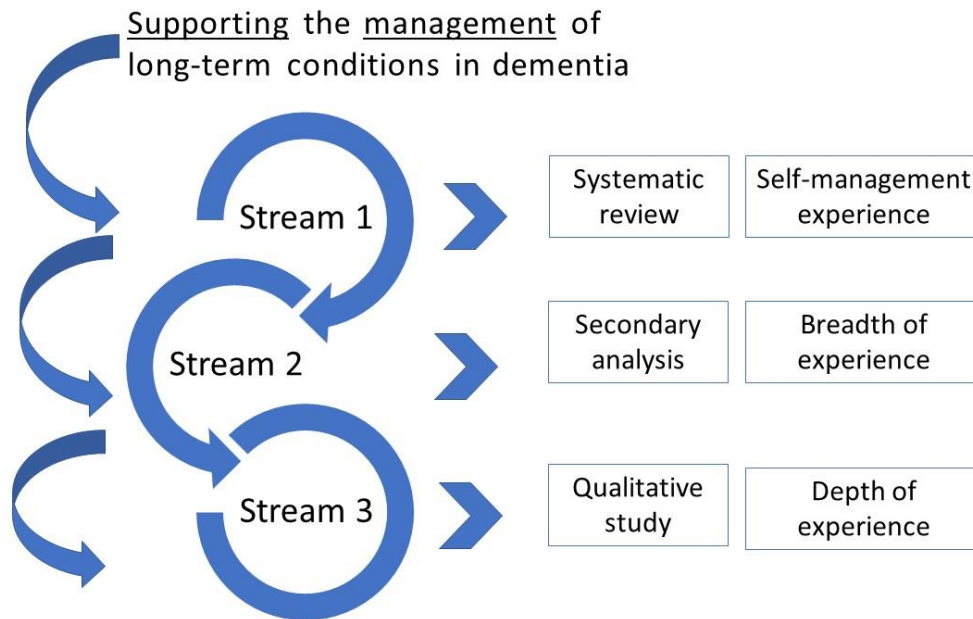 Supporting the management of
long-term conditions in dementia
Stream 1
Systematic
review
Self-management
experience
Stream 2
Secondary
analysis
Breadth of
experience
Stream 3
Qualitative
study
Depth of
experience